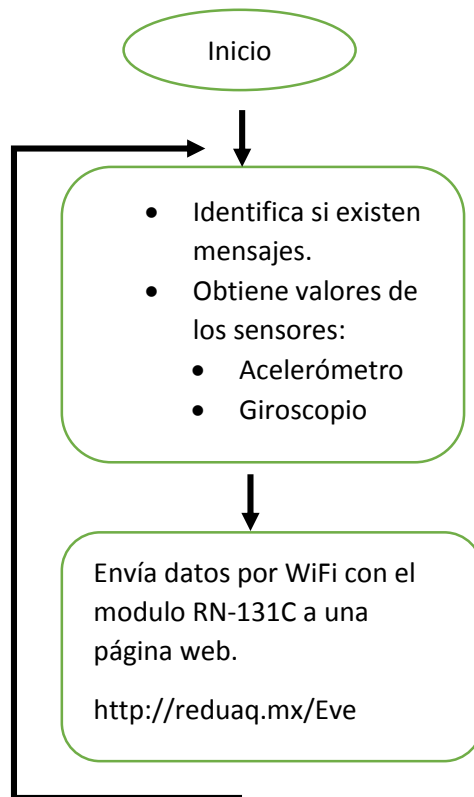 Inicio
• Identifica si existen
mensajes.
• Obtiene valores de
los sensores:
• Acelerómetro
• Giroscopio
Envía datos por WiFi con el
modulo RN-131C a una
página web.
http://reduaq.mx/Eve